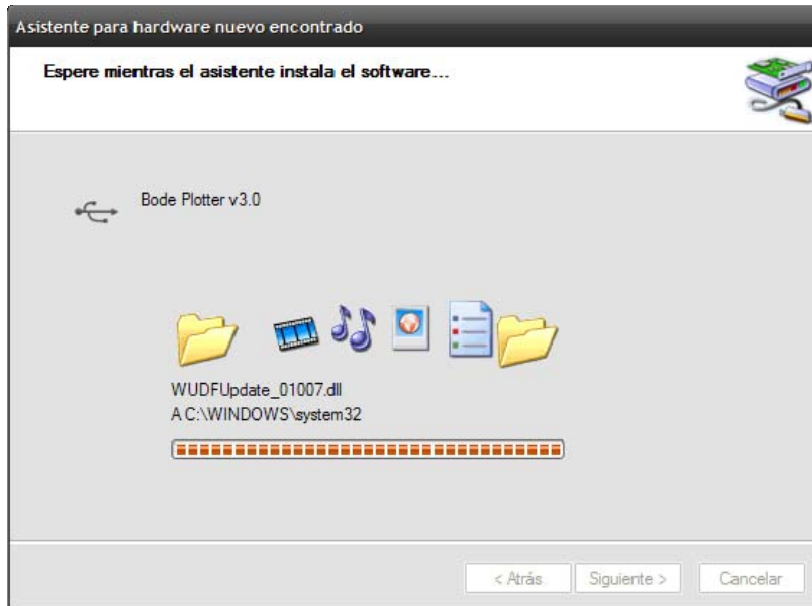 Asistente para hardware nuevo encontrado
Espere mientras el asistente instala el software...
Bode Plotter v3.0
WUDFUpdate_01007.dll
A C:\WINDOWS\system32
< Atrás
Siguiente >
Cancelar